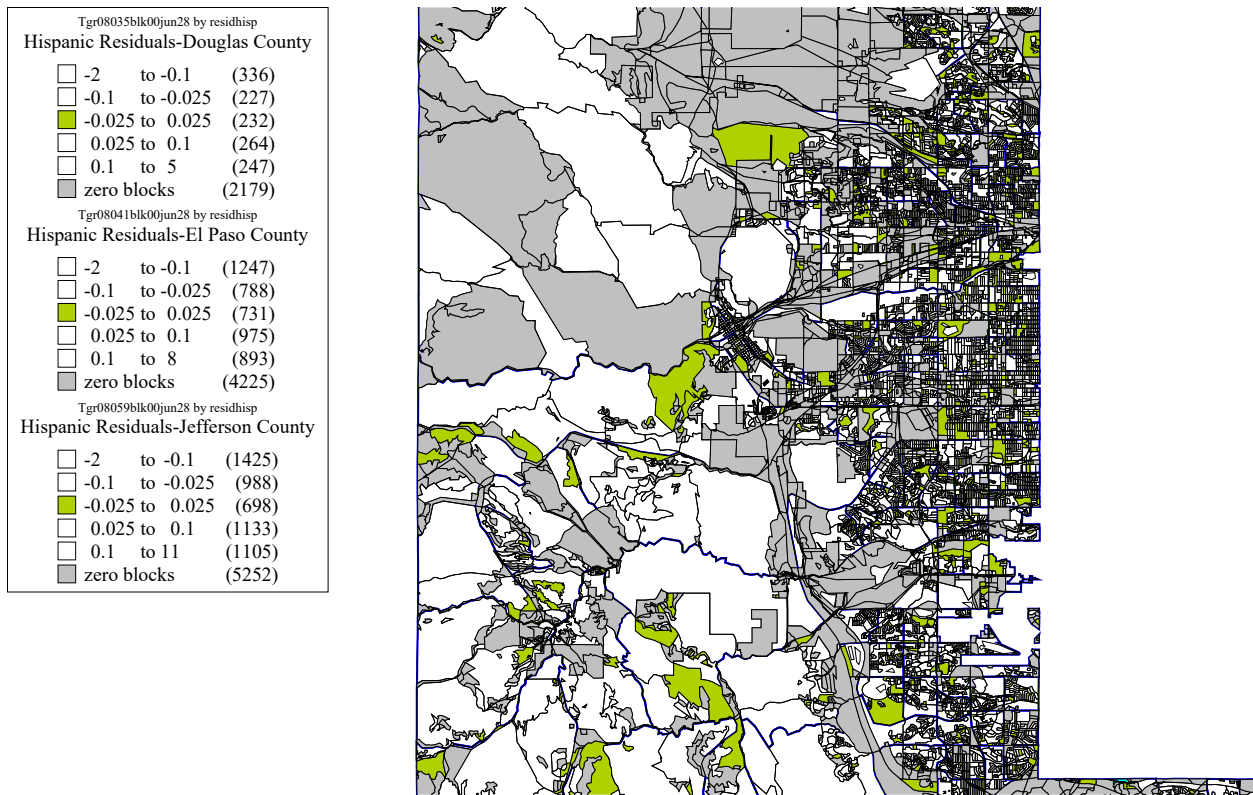 Tgr08035blk00jun28 by residhisp
Hispanic Residuals-Douglas County
-2 to -0.1 (336)
-0.1 to -0.025 (227)
-0.025 to 0.025 (232)
0.025 to 0.1 (264)
0.1 to 5 (247)
zero blocks (2179)
Tgr08041blk00jun28 by residhisp
Hispanic Residuals-El Paso County
-2 to -0.1 (1247)
-0.1 to -0.025 (788)
-0.025 to 0.025 (731)
0.025 to 0.1 (975)
0.1 to 8 (893)
zero blocks (4225)
Tgr08059blk00jun28 by residhisp
Hispanic Residuals-Jefferson County
-2 to -0.1 (1425)
-0.1 to -0.025 (988)
-0.025 to 0.025 (698)
0.025 to 0.1 (1133)
0.1 to 11 (1105)
zero blocks (5252)